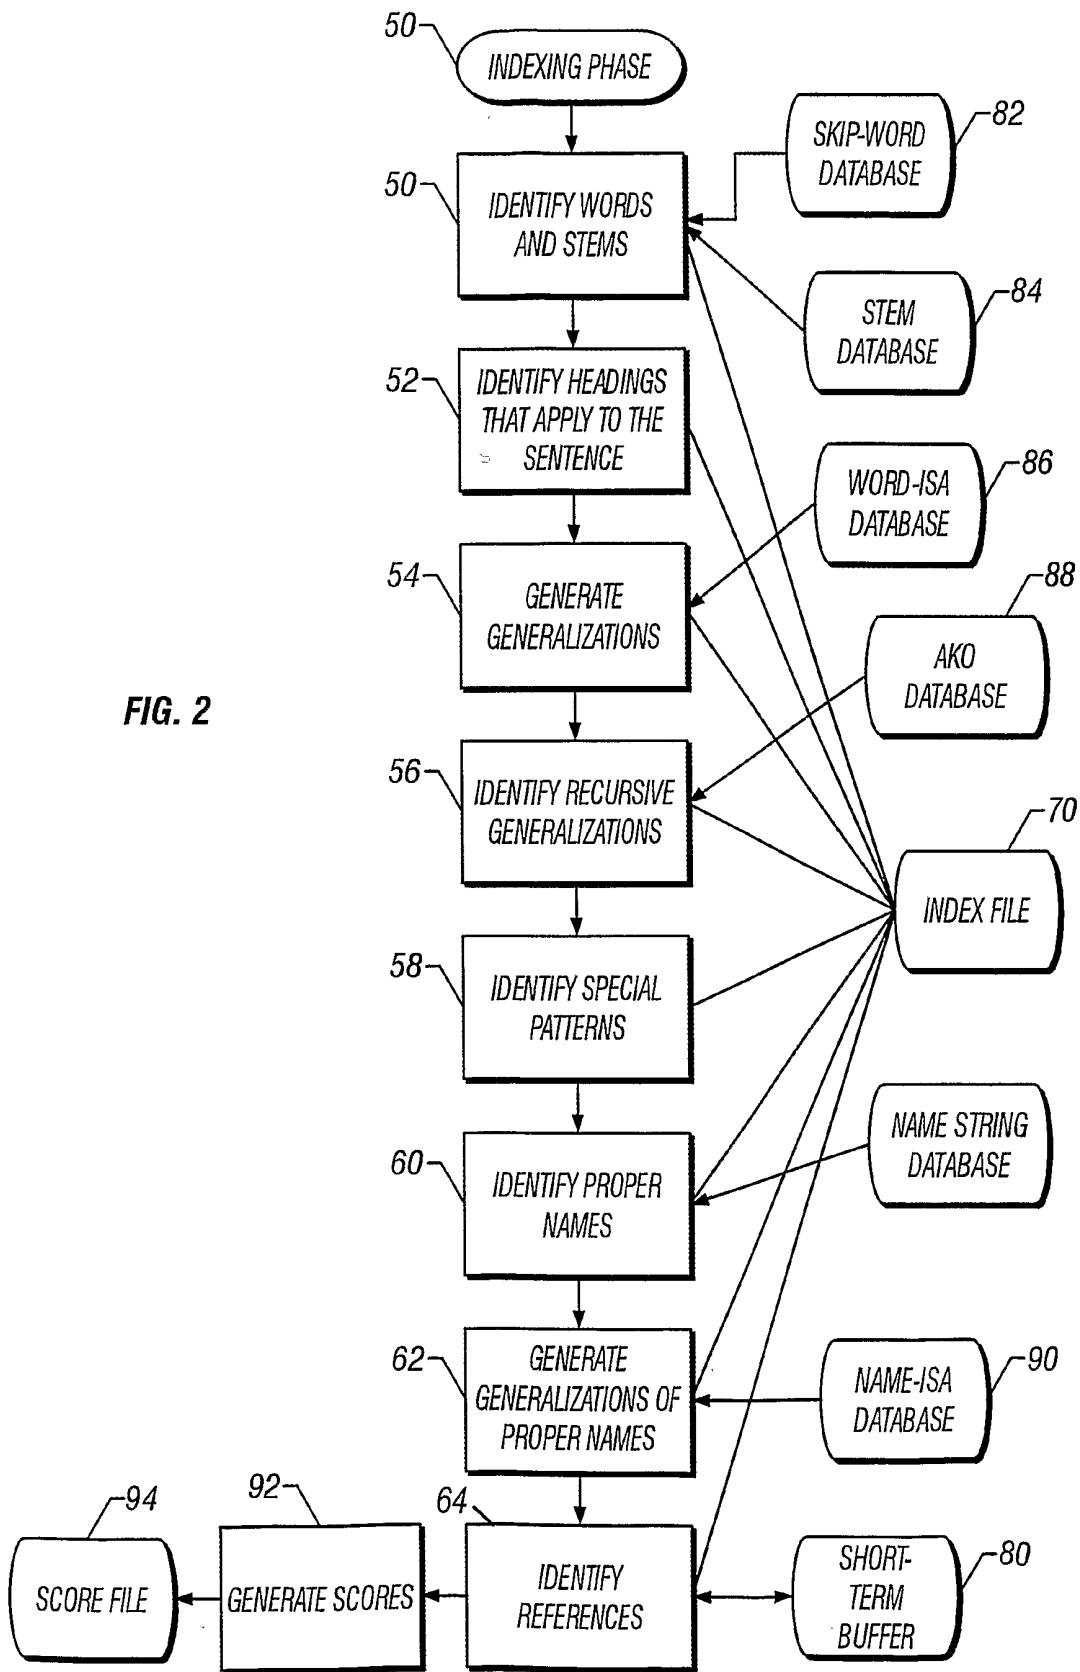 50
INDEXING PHASE
SKIP-WORD
DATABASE
82
50
IDENTIFY WORDS
AND STEMS
STEM
DATABASE
84
52
IDENTIFY HEADINGS
THAT APPLY TO THE
SENTENCE
WORD-ISA
DATABASE
86
54
GENERATE
GENERALIZATIONS
AKO
DATABASE
88
FIG. 2
56
IDENTIFY RECURSIVE
GENERALIZATIONS
70
INDEX FILE
58
IDENTIFY SPECIAL
PATTERNS
NAME STRING
DATABASE
60
IDENTIFY PROPER
NAMES
62
GENERATE
GENERALIZATIONS OF
PROPER NAMES
NAME-ISA
DATABASE
90
94
SCORE FILE
92
GENERATE SCORES
64
IDENTIFY
REFERENCES
SHORT-
TERM
BUFFER
80